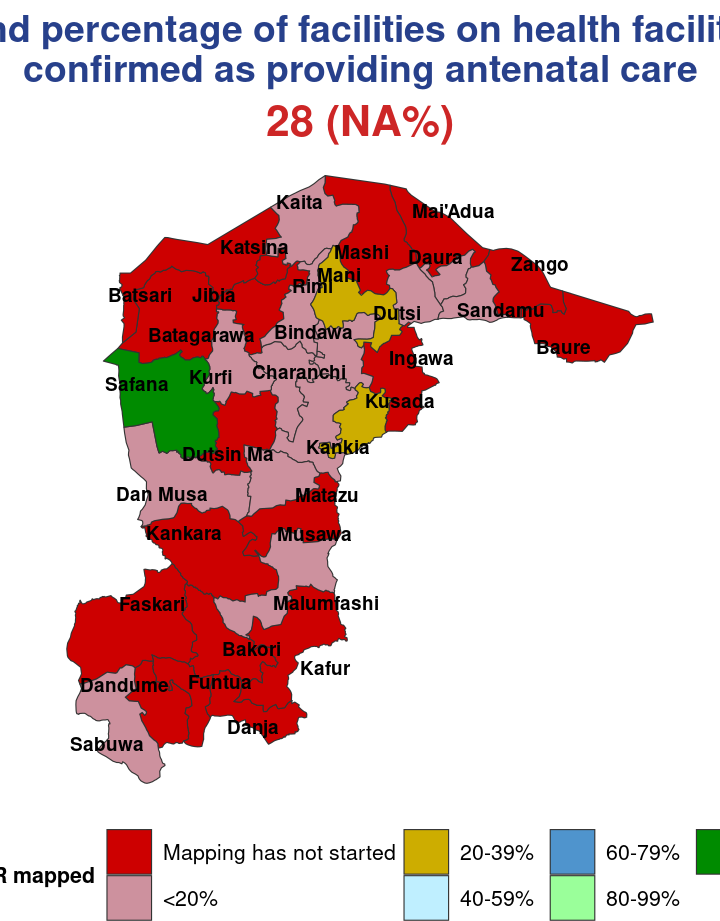 percentage of facilities on health
confirmed as providing antenatal care
28 (NA%)
Kaita
Mai'Adua
Katsina
Mashi
Daura
Zango
Mani
Rimi
Batsari
Jibia
Sandamu
Dutsi
Batagarawa
Bindawa
Baure
Ingawa
Safana
Kurfi
Charanchi
Kusada
Kankia
Dutsin Ma
Dan Musa
Matazu
Kankara
Musawa
Faskari
Malumfashi
Bakori
Kafur
Dandume
Funtua
Danja
Sabuwa
mapped
Mapping has not started
20-39%
60-79%
<20%
40-59%
80-99%